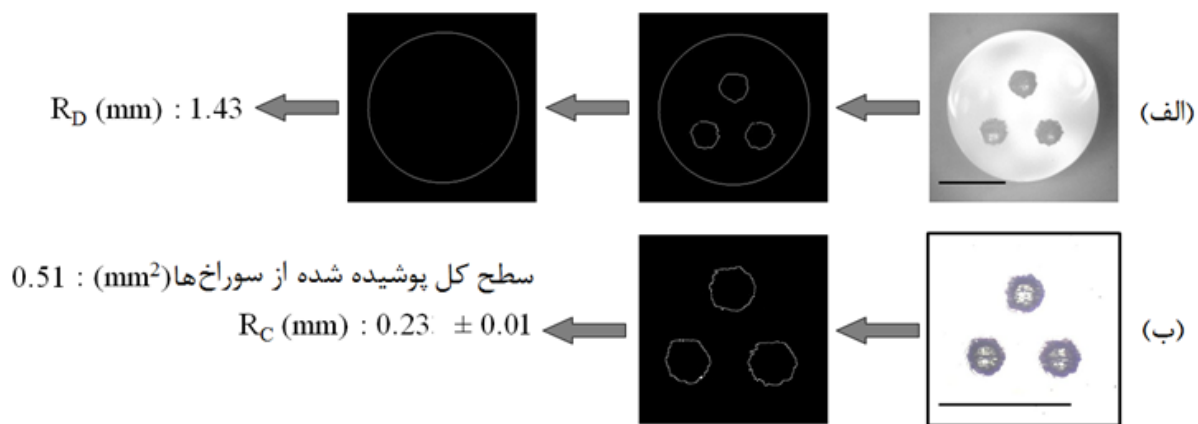 (الف)
R_D (mm) : 1.43
(ب)
سطح کل پوشیده شده از سوراخ‌ها(mm²) : 0.51
R_C (mm) : 0.23 ± 0.01